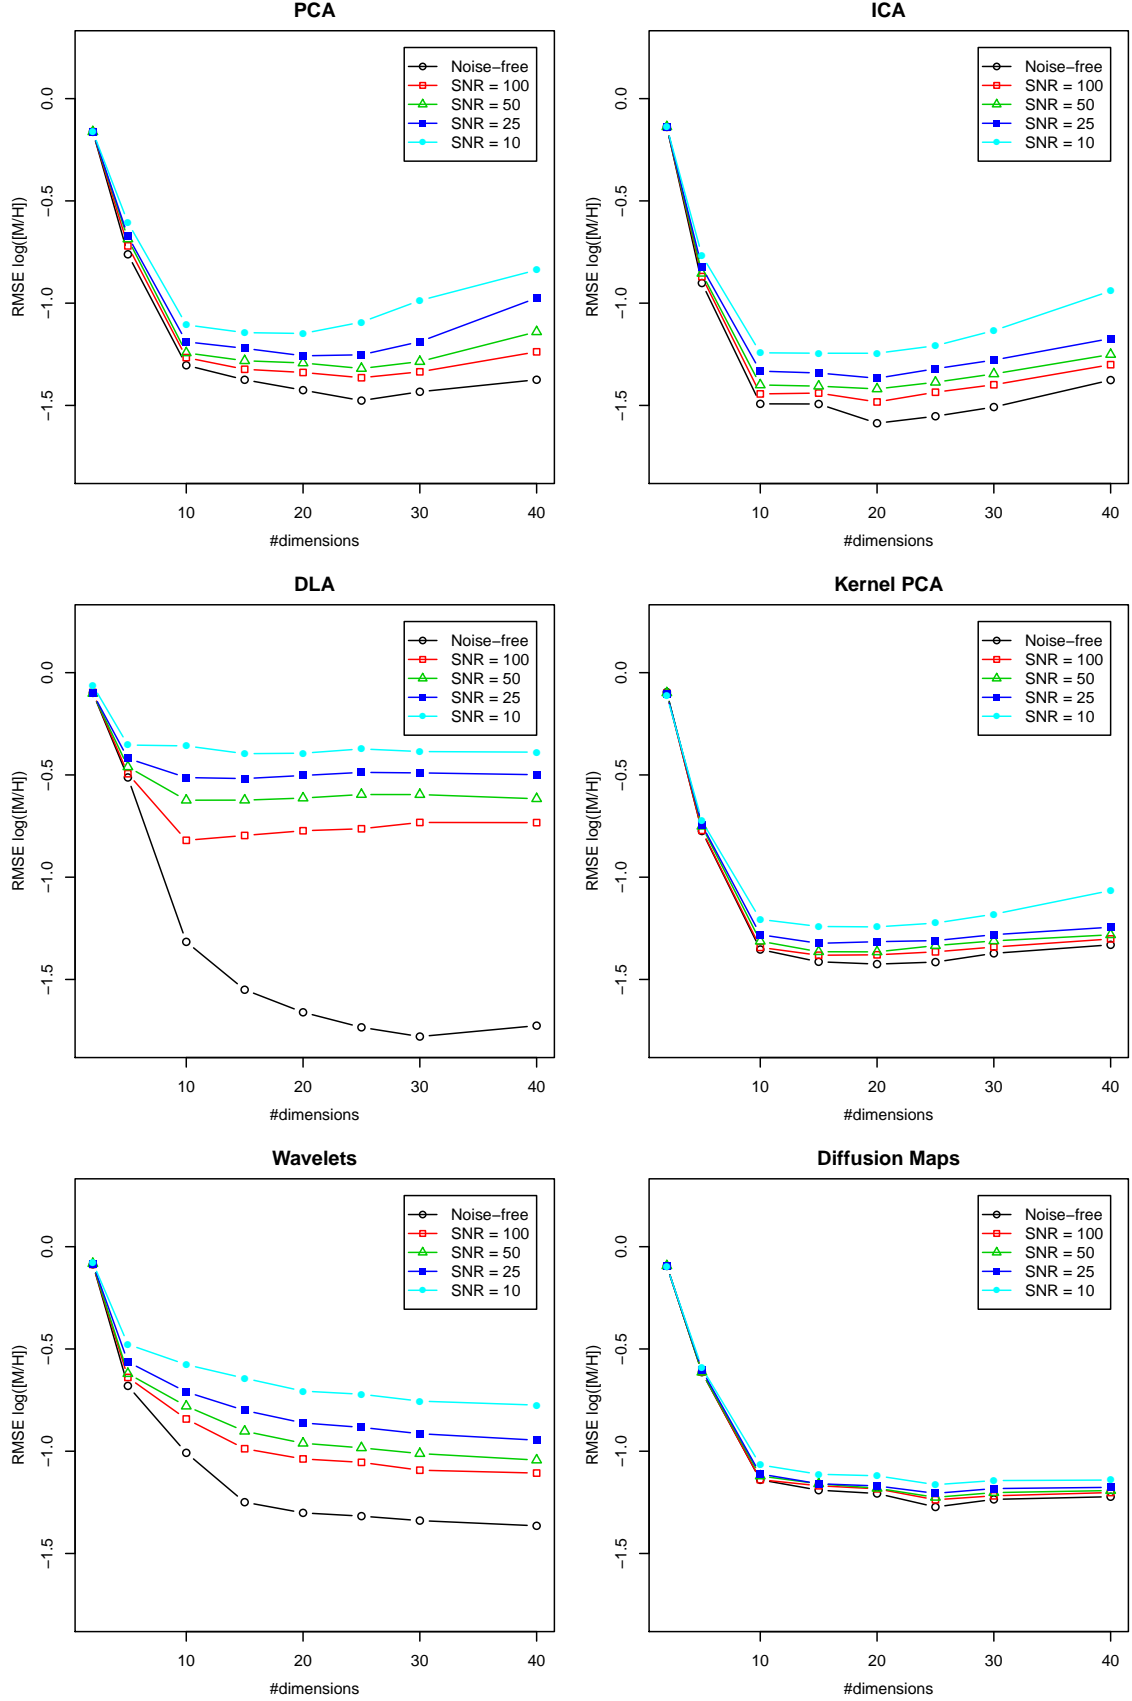 PCA
RMSE log([M/H])
0.0
−0.5
−1.0
−1.5
Noise−free
SNR = 100
SNR = 50
SNR = 25
SNR = 10
10 20 30 40
#dimensions
ICA
RMSE log([M/H])
0.0
−0.5
−1.0
−1.5
Noise−free
SNR = 100
SNR = 50
SNR = 25
SNR = 10
10 20 30 40
#dimensions
DLA
RMSE log([M/H])
0.0
−0.5
−1.0
−1.5
Noise−free
SNR = 100
SNR = 50
SNR = 25
SNR = 10
10 20 30 40
#dimensions
Kernel PCA
RMSE log([M/H])
0.0
−0.5
−1.0
−1.5
Noise−free
SNR = 100
SNR = 50
SNR = 25
SNR = 10
10 20 30 40
#dimensions
Wavelets
RMSE log([M/H])
0.0
−0.5
−1.0
−1.5
Noise−free
SNR = 100
SNR = 50
SNR = 25
SNR = 10
10 20 30 40
#dimensions
Diffusion Maps
RMSE log([M/H])
0.0
−0.5
−1.0
−1.5
Noise−free
SNR = 100
SNR = 50
SNR = 25
SNR = 10
10 20 30 40
#dimensions